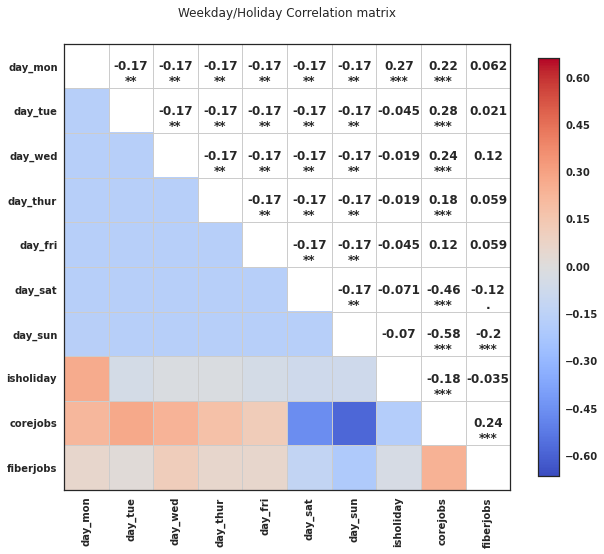 Weekday/Holiday Correlation matrix
day_mon -0.17 -0.17 -0.17 -0.17 -0.17 -0.17 0.27 0.22 0.062
** ** ** ** ** ** *** ***
day_tue -0.17 -0.17 -0.17 -0.17 -0.17 -0.045 0.28 0.021
** ** ** ** ** ***
day_wed -0.17 -0.17 -0.17 -0.17 -0.019 0.24 0.12
** ** ** ** ***
day_thur -0.17 -0.17 -0.17 -0.019 0.18 0.059
** ** ** ***
day_fri -0.17 -0.17 -0.045 0.12 0.059
** **
day_sat -0.17 -0.071 -0.46 -0.12
** *** .
day_sun -0.07 -0.58 -0.2
*** ***
isholiday -0.18 -0.035
***
corejobs 0.24
***
fiberjobs
day_mon day_tue day_wed day_thur day_fri day_sat day_sun isholiday corejobs fiberjobs
0.60
0.45
0.30
0.15
0.00
-0.15
-0.30
-0.45
-0.60